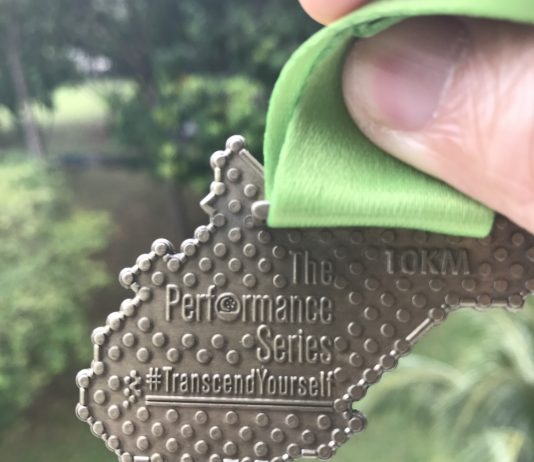 10KM
The
Performance
Series
#TranscendYourself